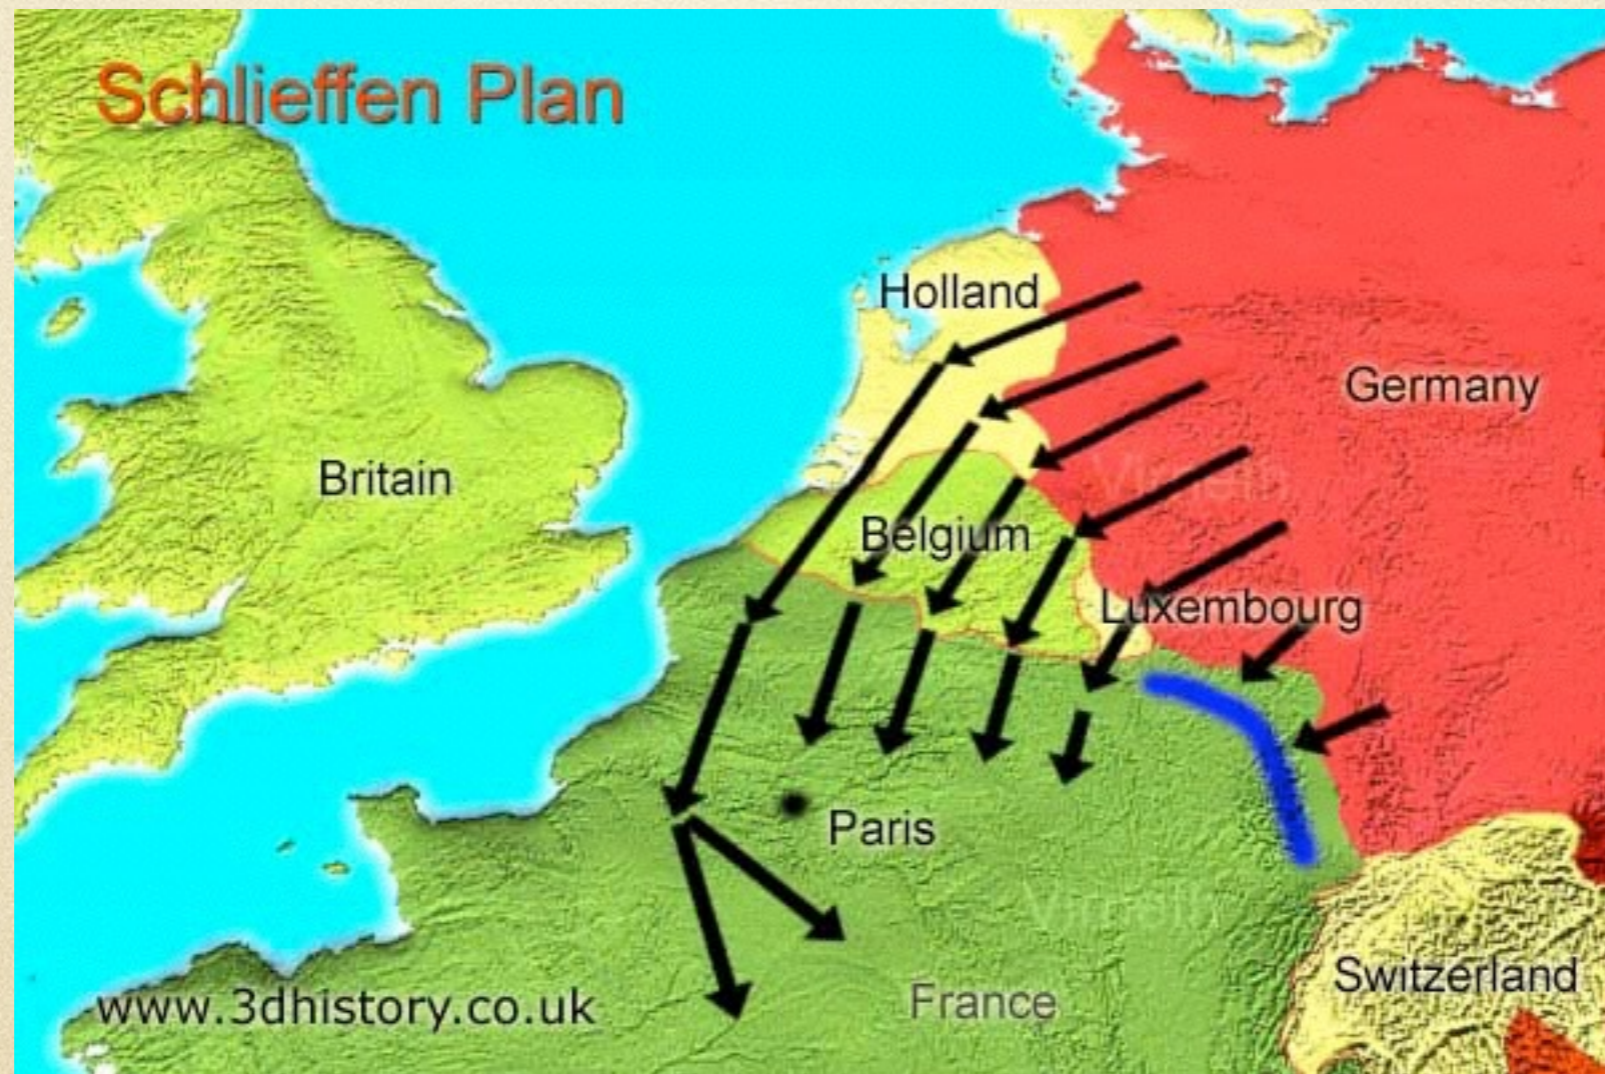 Schlieffen Plan
Holland
Germany
Britain
Belgium
Luxembourg
Paris
Switzerland
France
www.3dhistory.co.uk